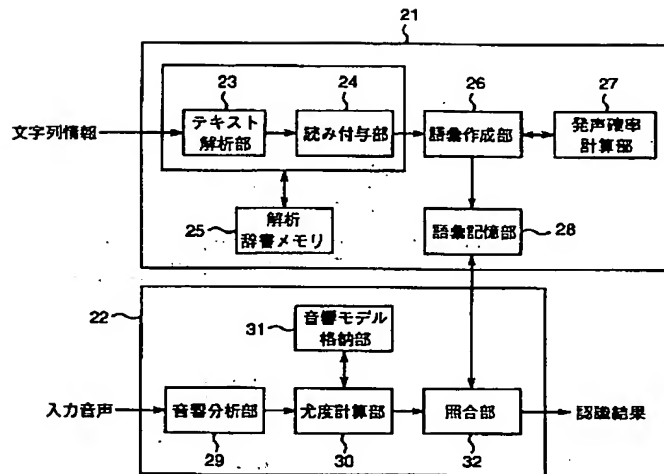 21
23
24
26
27
文字列情報
テキスト
解析部
読み付与部
語彙作成部
発声確率
計算部
25
解析
辞書メモリ
語彙記憶部
28
22
31
音響モデル
格納部
入力音声
音響分析部
尤度計算部
照合部
認識結果
29
30
32